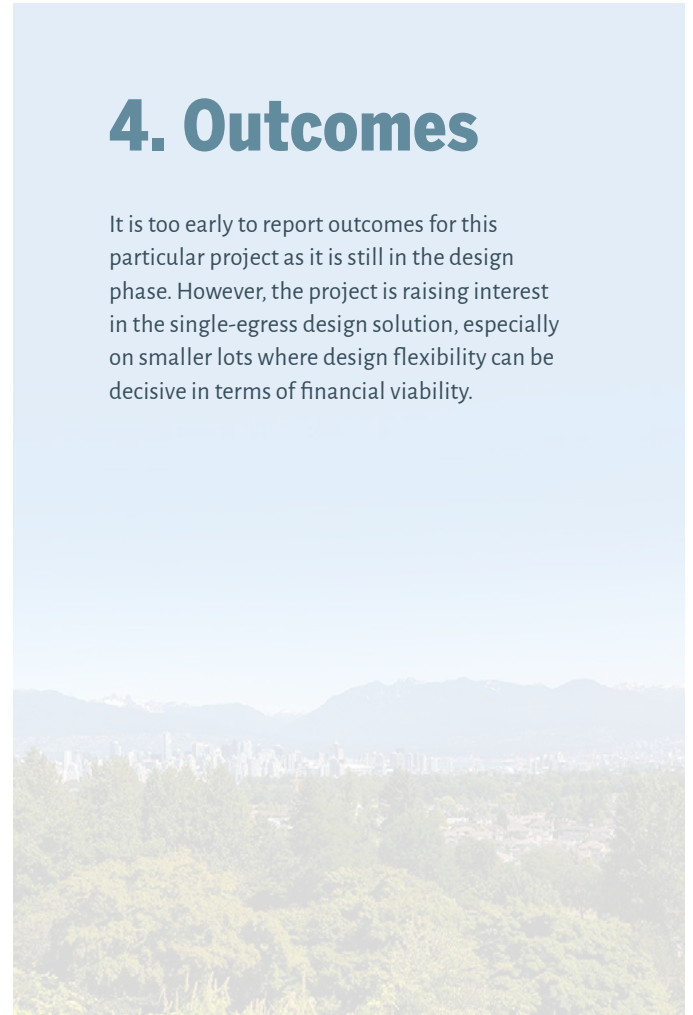 4. Outcomes
It is too early to report outcomes for this
particular project as it is still in the design
phase. However, the project is raising interest
in the single-egress design solution, especially
on smaller lots where design flexibility can be
decisive in terms of financial viability.